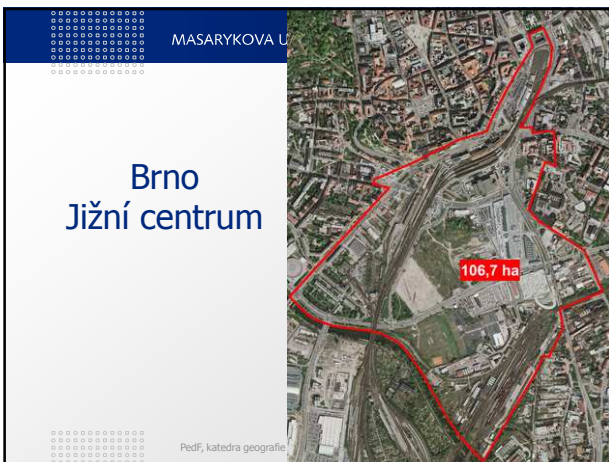 MASARYKOVA U
Brno
Jižní centrum
106,7 ha
PedF, katedra geografie